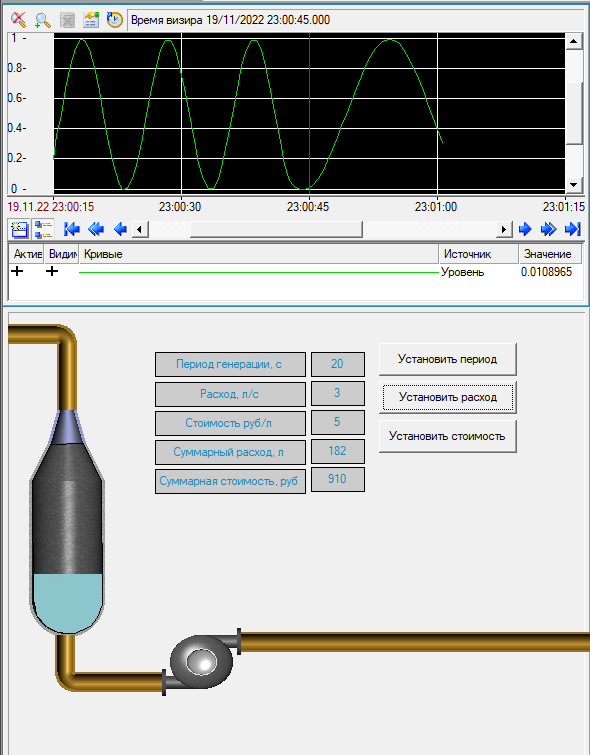 Время визира 19/11/2022 23:00:45.000
1
0.8
0.6
0.4
0.2
0
19.11.22 23:00:15 23:00:30 23:00:45 23:01:00 23:01:15
Актив Видим Кривые Источник Значение
Уровень 0.0108965
Период генерации, с 20 Установить период
Расход, л/с 3 Установить расход
Стоимость руб/л 5 Установить стоимость
Суммарный расход, л 182
Суммарная стоимость, руб 910